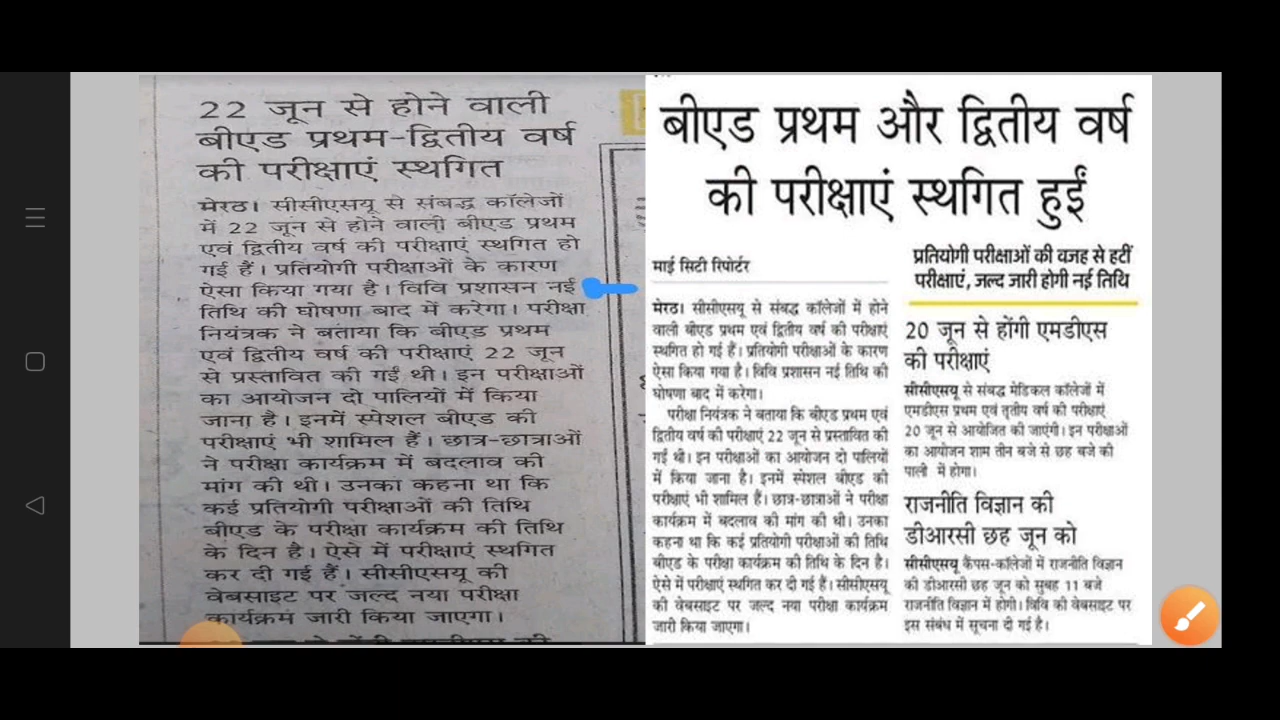 22 जून से होने वाली
बीएड प्रथम-द्वितीय वर्ष
की परीक्षाएं स्थगित
मेरठ। सीसीएसयू से संबद्ध कॉलेजों
में 22 जून से होने वाली बीएड प्रथम
एवं द्वितीय वर्ष की परीक्षाएं स्थगित हो
गई हैं। प्रतियोगी परीक्षाओं के कारण
ऐसा किया गया है। विवि प्रशासन नई
तिथि की घोषणा बाद में करेगा। परीक्षा
नियंत्रक ने बताया कि बीएड प्रथम
एवं द्वितीय वर्ष की परीक्षाएं 22 जून
से प्रस्तावित की गईं थी। इन परीक्षाओं
का आयोजन दो पालियों में किया
जाना है। इनमें स्पेशल बीएड की
परीक्षाएं भी शामिल हैं। छात्र-छात्राओं
ने परीक्षा कार्यक्रम में बदलाव की
मांग की थी। उनका कहना था कि
कई प्रतियोगी परीक्षाओं की तिथि
बीएड के परीक्षा कार्यक्रम की तिथि
के दिन है। ऐसे में परीक्षाएं स्थगित
कर दी गई हैं। सीसीएसयू की
वेबसाइट पर जल्द नया परीक्षा
कार्यक्रम जारी किया जाएगा।
बीएड प्रथम और द्वितीय वर्ष
की परीक्षाएं स्थगित हुईं
माई सिटी रिपोर्टर
मेरठ। सीसीएसयू से संबद्ध कॉलेजों में होने
वाली बीएड प्रथम एवं द्वितीय वर्ष की परीक्षाएं
स्थगित हो गई हैं। प्रतियोगी परीक्षाओं के कारण
ऐसा किया गया है। विवि प्रशासन नई तिथि की
घोषणा बाद में करेगा।
परीक्षा नियंत्रक ने बताया कि बीएड प्रथम एवं
द्वितीय वर्ष की परीक्षाएं 22 जून से प्रस्तावित की
गईं थी। इन परीक्षाओं का आयोजन दो पालियों
में किया जाना है। इनमें स्पेशल बीएड की
परीक्षाएं भी शामिल हैं। छात्र-छात्राओं ने परीक्षा
कार्यक्रम में बदलाव की मांग की थी। उनका
कहना था कि कई प्रतियोगी परीक्षाओं की तिथि
बीएड के परीक्षा कार्यक्रम की तिथि के दिन है।
ऐसे में परीक्षाएं स्थगित कर दी गई हैं। सीसीएसयू
की वेबसाइट पर जल्द नया परीक्षा कार्यक्रम
जारी किया जाएगा।
प्रतियोगी परीक्षाओं की वजह से हटीं
परीक्षाएं, जल्द जारी होगी नई तिथि
20 जून से होंगी एमडीएस
की परीक्षाएं
सीसीएसयू से संबद्ध मेडिकल कॉलेजों में
एमडीएस प्रथम एवं तृतीय वर्ष की परीक्षाएं
20 जून से आयोजित की जाएंगी। इन परीक्षाओं
का आयोजन शाम तीन बजे से छह बजे की
पाली में होगा।
राजनीति विज्ञान की
डीआरसी छह जून को
सीसीएसयू कैंपस-कॉलेजों में राजनीति विज्ञान
की डीआरसी छह जून को सुबह 11 बजे
राजनीति विज्ञान में होगी। विवि की वेबसाइट पर
इस संबंध में सूचना दी गई है।